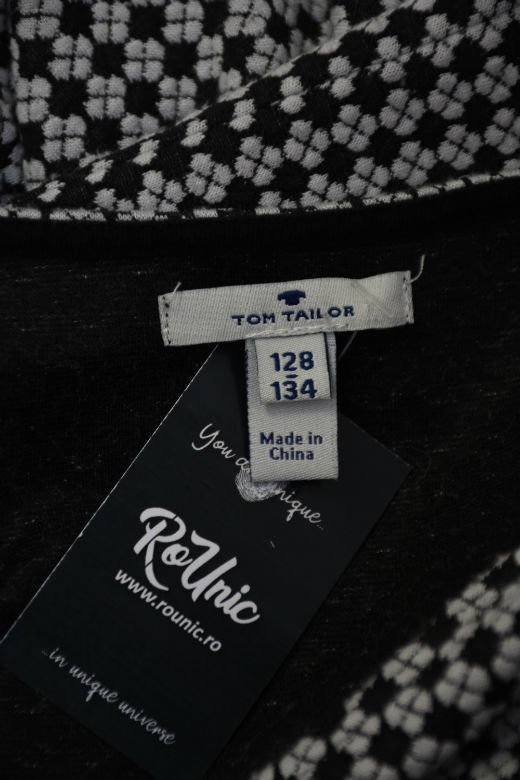 TOM TAILOR
128
-
134
Made in
China
You a
unique...
RoUnic
www.rounic.ro
...in unique universe